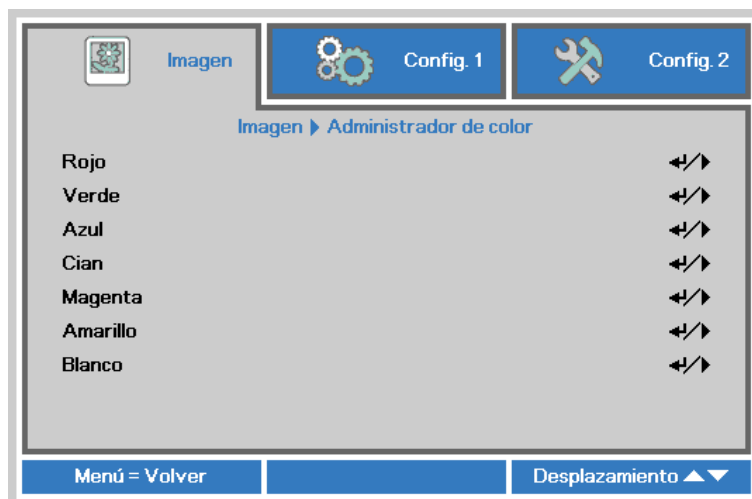 Imagen
Config. 1
Config. 2
Imagen ▶ Administrador de color
Rojo ↵/▶
Verde ↵/▶
Azul ↵/▶
Cian ↵/▶
Magenta ↵/▶
Amarillo ↵/▶
Blanco ↵/▶
Menú = Volver
Desplazamiento ▲▼